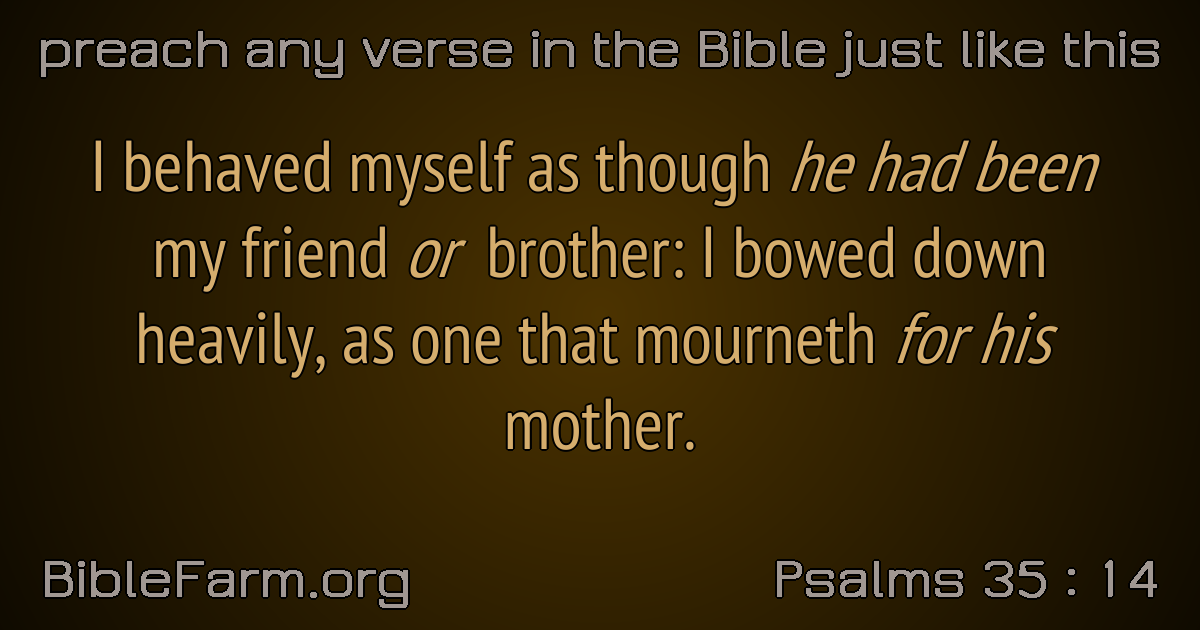 preach any verse in the Bible just like this
I behaved myself as though he had been
my friend or brother: I bowed down
heavily, as one that mourneth for his
mother.
BibleFarm.org
Psalms 35 : 14